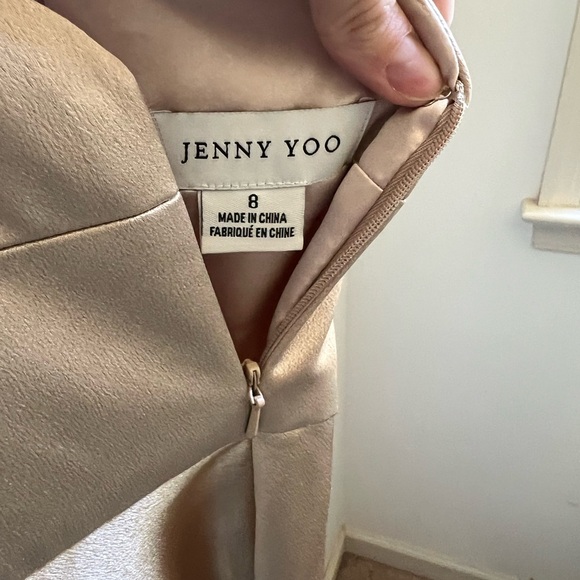 JENNY YOO
8
MADE IN CHINA
FABRIQUÉ EN CHINE